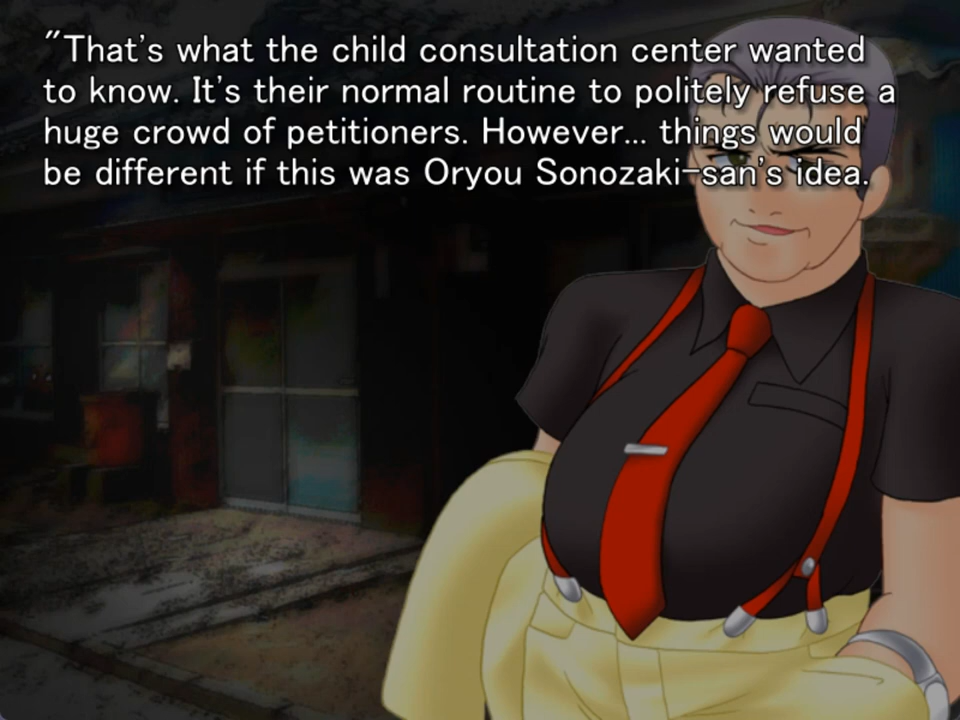 "That's what the child consultation center wanted
to know. It's their normal routine to politely refuse a
huge crowd of petitioners. However... things would
be different if this was Oryou Sonozaki-san's idea.